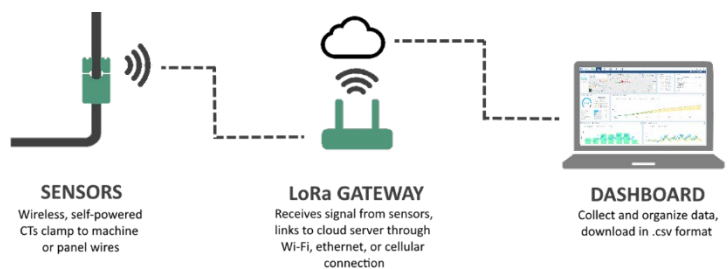 SENSORS
Wireless, self-powered
CTs clamp to machine
or panel wires
LoRa GATEWAY
Receives signal from sensors,
links to cloud server through
Wi-Fi, ethernet, or cellular
connection
DASHBOARD
Collect and organize data,
download in .csv format